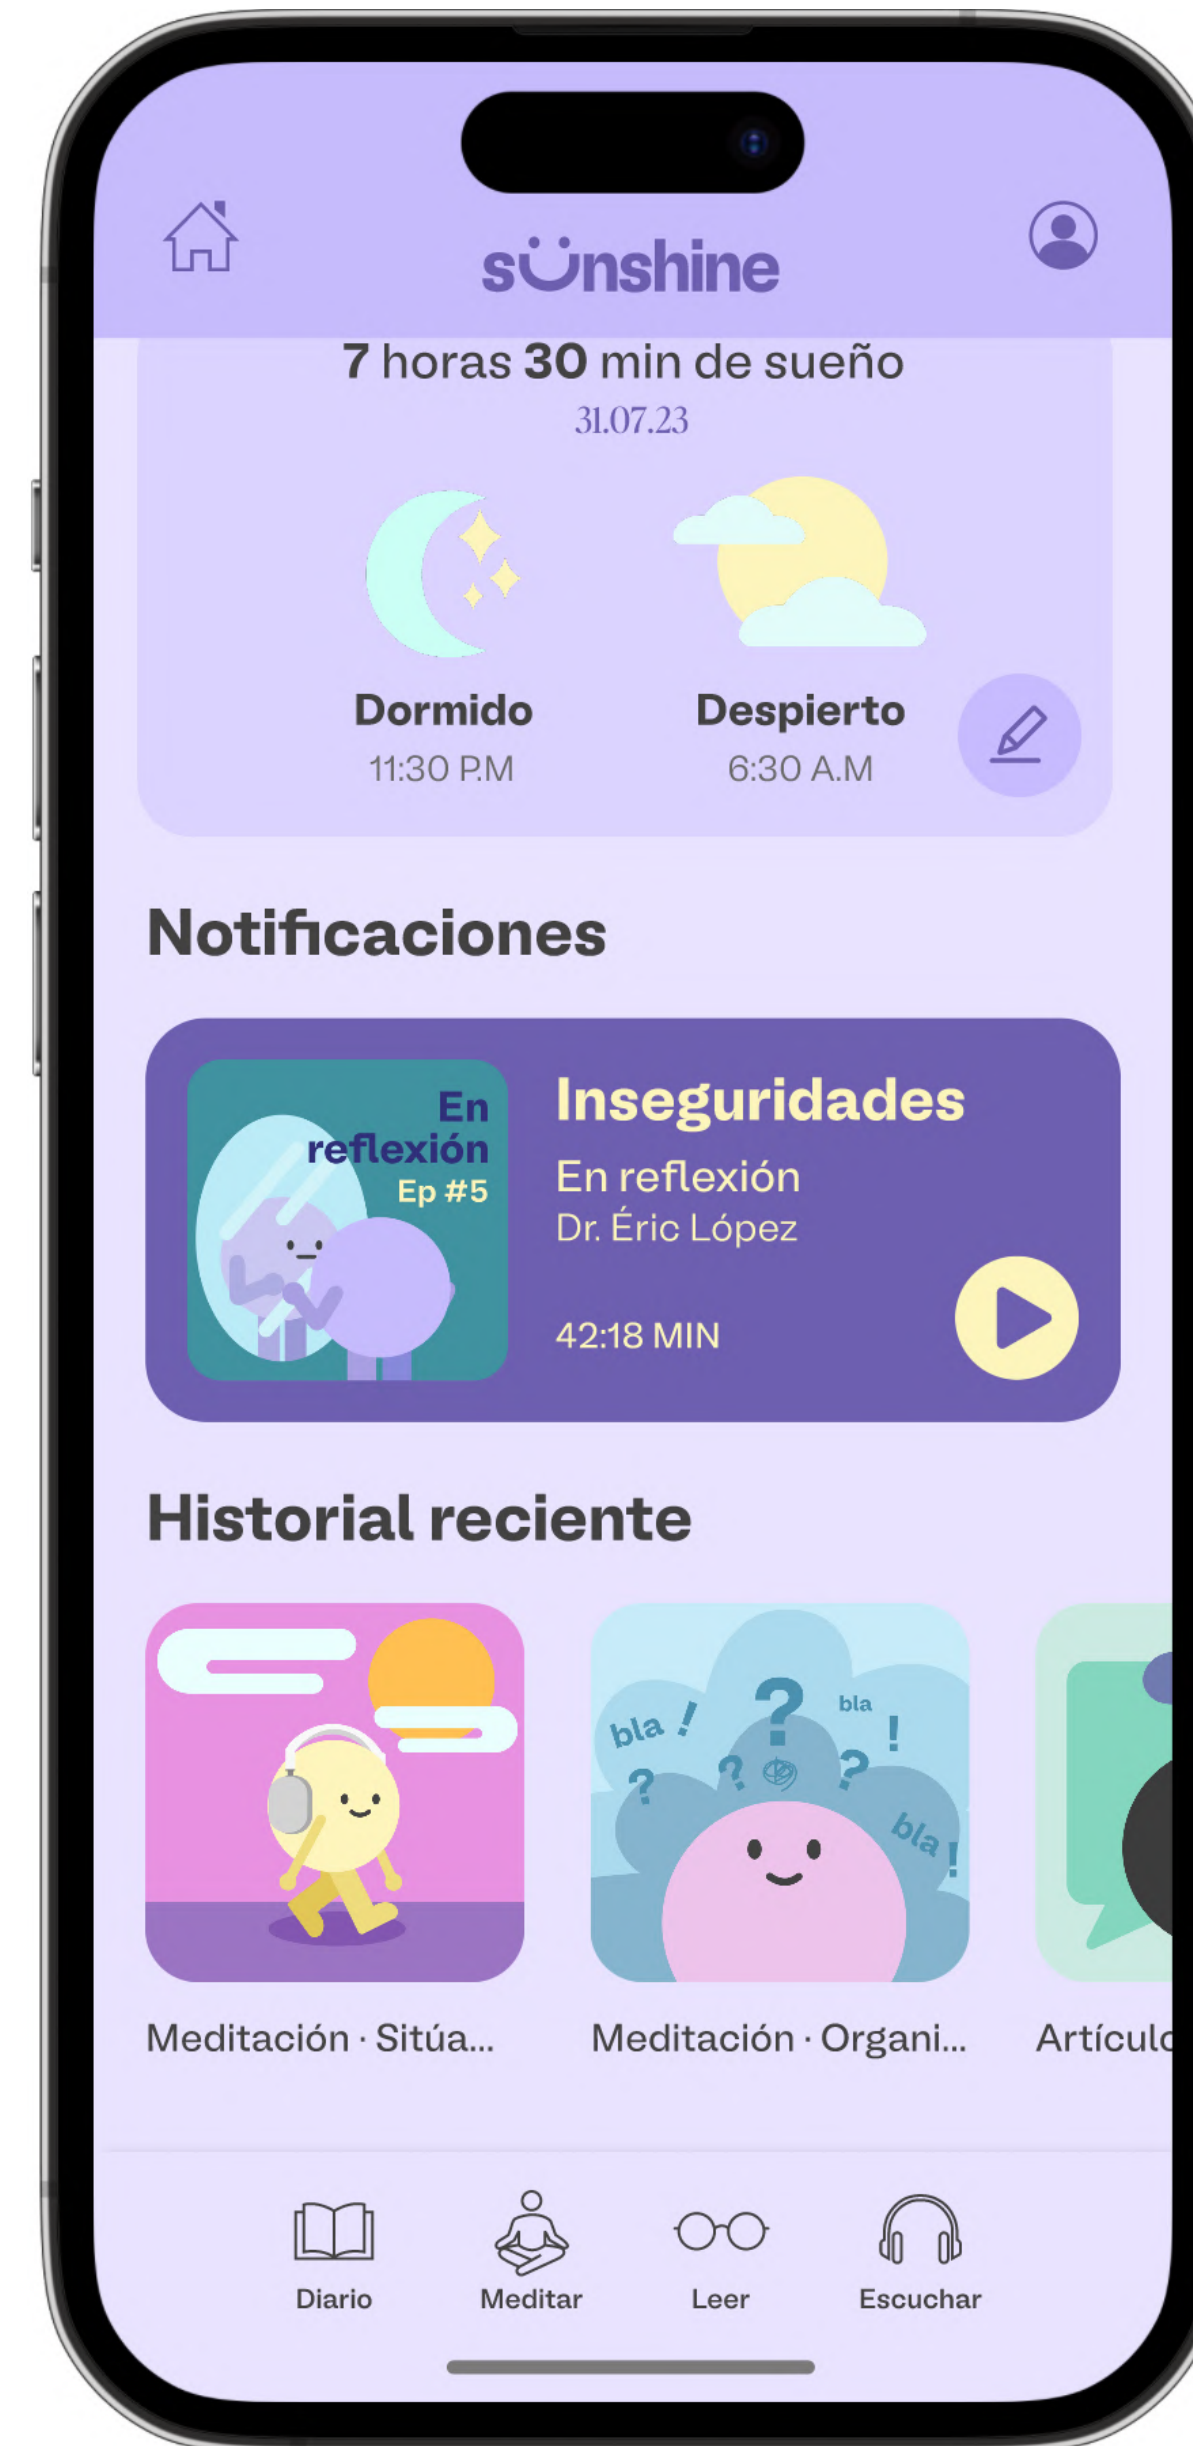 sünshine
7 horas 30 min de sueño
31.07.23
Dormido
11:30 P.M
Despierto
6:30 A.M
Notificaciones
En
reflexión
Ep #5
Inseguridades
En reflexión
Dr. Éric López
42:18 MIN
Historial reciente
bla !
?
bla
!
?
?
?
bla !
Meditación · Sitúa...
Meditación · Organi...
Artículo
Diario
Meditar
Leer
Escuchar